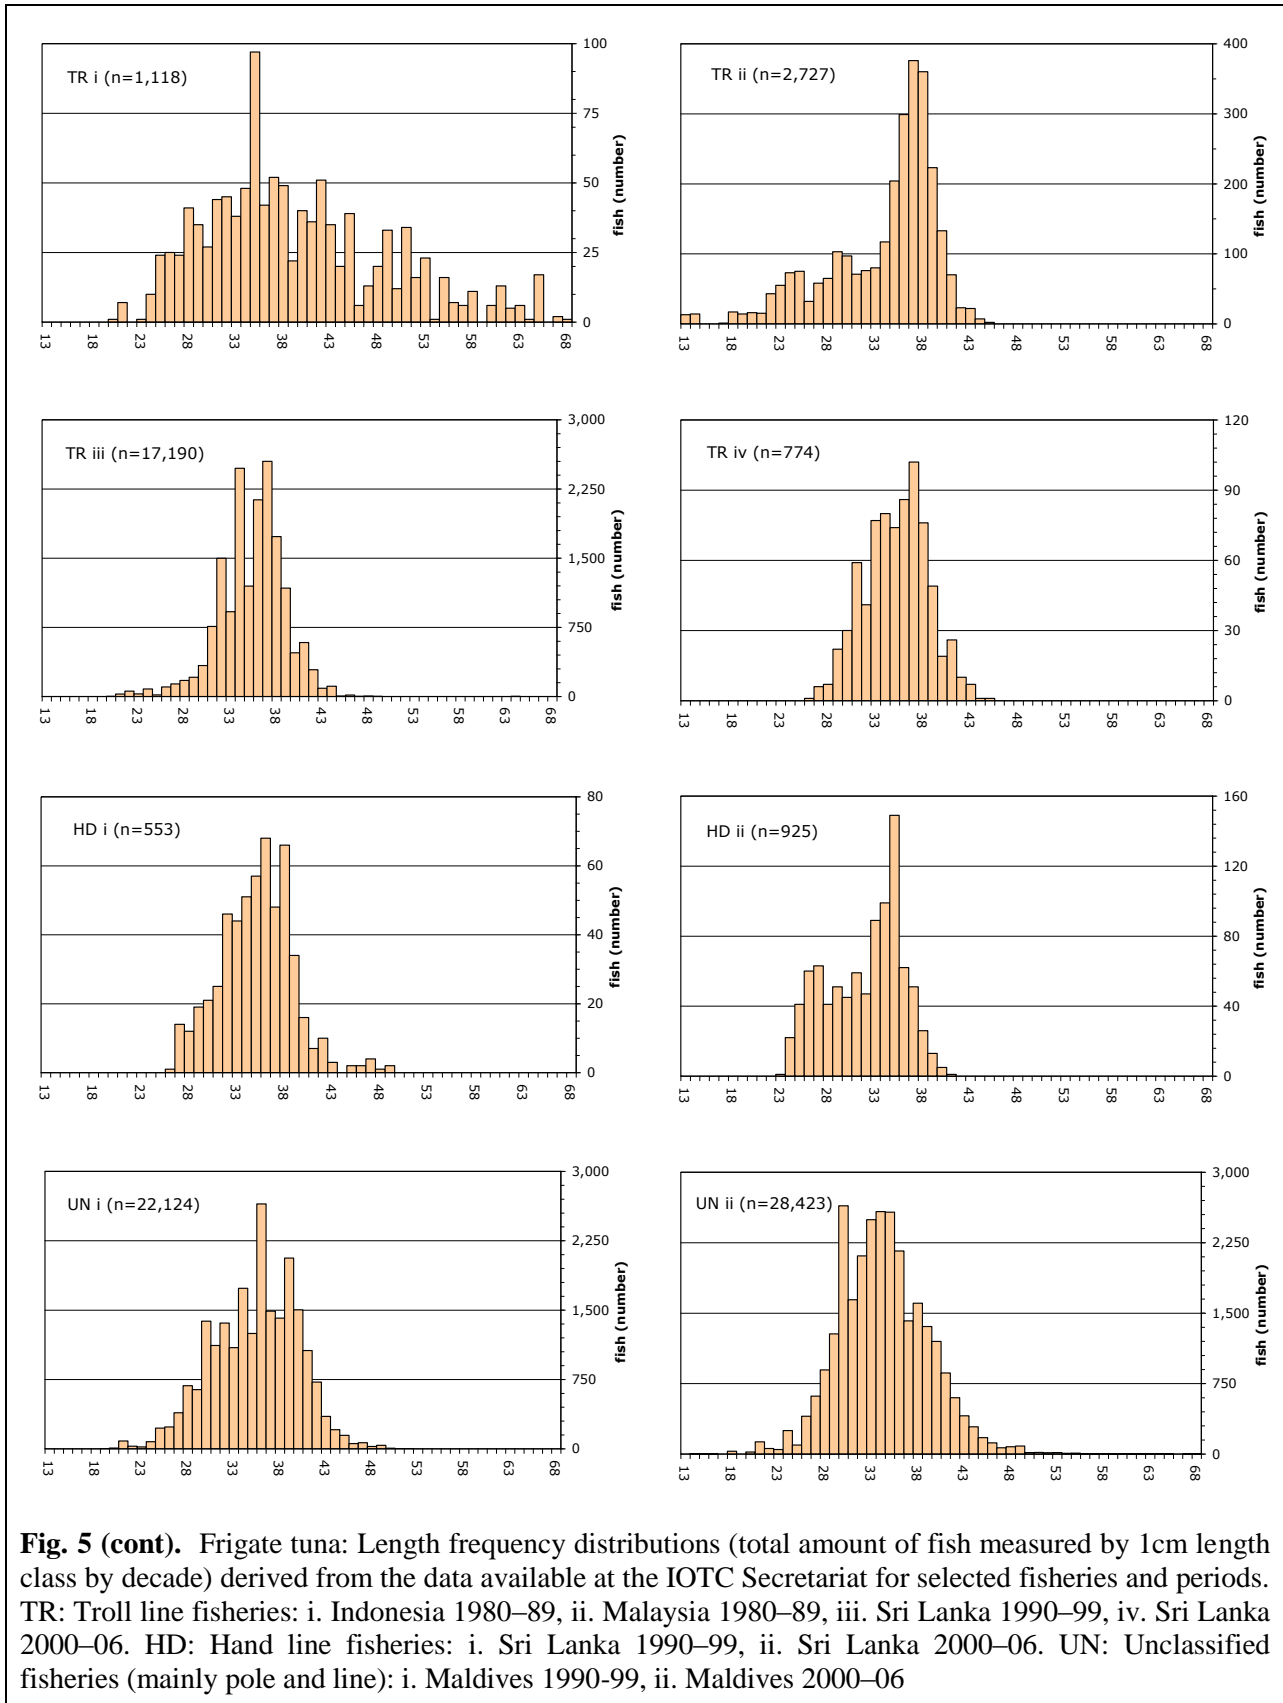 TR i (n=1,118)
100
75
50
25
0
fish (number)
13 18 23 28 33 38 43 48 53 58 63 68
TR ii (n=2,727)
400
300
200
100
0
fish (number)
13 18 23 28 33 38 43 48 53 58 63 68
TR iii (n=17,190)
3,000
2,250
1,500
750
0
fish (number)
13 18 23 28 33 38 43 48 53 58 63 68
TR iv (n=774)
120
90
60
30
0
fish (number)
13 18 23 28 33 38 43 48 53 58 63 68
HD i (n=553)
80
60
40
20
0
fish (number)
13 18 23 28 33 38 43 48 53 58 63 68
HD ii (n=925)
160
120
80
40
0
fish (number)
13 18 23 28 33 38 43 48 53 58 63 68
UN i (n=22,124)
3,000
2,250
1,500
750
0
fish (number)
13 18 23 28 33 38 43 48 53 58 63 68
UN ii (n=28,423)
3,000
2,250
1,500
750
0
fish (number)
13 18 23 28 33 38 43 48 53 58 63 68
Fig. 5 (cont). Frigate tuna: Length frequency distributions (total amount of fish measured by 1cm length
class by decade) derived from the data available at the IOTC Secretariat for selected fisheries and periods.
TR: Troll line fisheries: i. Indonesia 1980–89, ii. Malaysia 1980–89, iii. Sri Lanka 1990–99, iv. Sri Lanka
2000–06. HD: Hand line fisheries: i. Sri Lanka 1990–99, ii. Sri Lanka 2000–06. UN: Unclassified
fisheries (mainly pole and line): i. Maldives 1990-99, ii. Maldives 2000–06